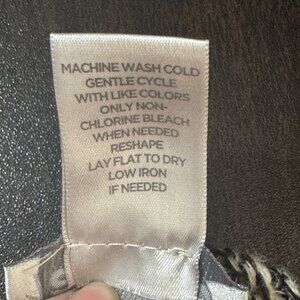 MACHINE WASH COLD
GENTLE CYCLE
WITH LIKE COLORS
ONLY NON-
CHLORINE BLEACH
WHEN NEEDED
RESHAPE
LAY FLAT TO DRY
LOW IRON
IF NEEDED